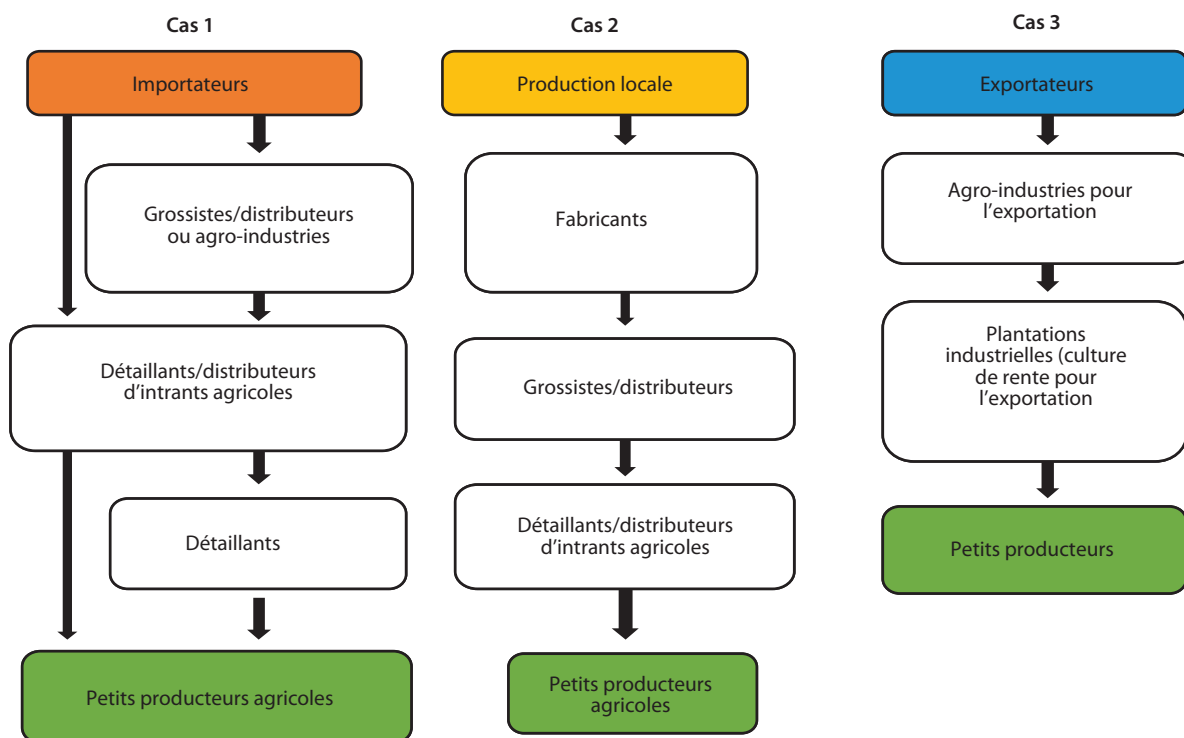 Cas 1
Importateurs
Grossistes/distributeurs
ou agro-industries
Détaillants/distributeurs
d’intrants agricoles
Détaillants
Petits producteurs agricoles
Cas 2
Production locale
Fabricants
Grossistes/distributeurs
Détaillants/distributeurs
d’intrants agricoles
Petits producteurs
agricoles
Cas 3
Exportateurs
Agro-industries pour
l’exportation
Plantations
industrielles (culture
de rente pour
l’exportation
Petits producteurs